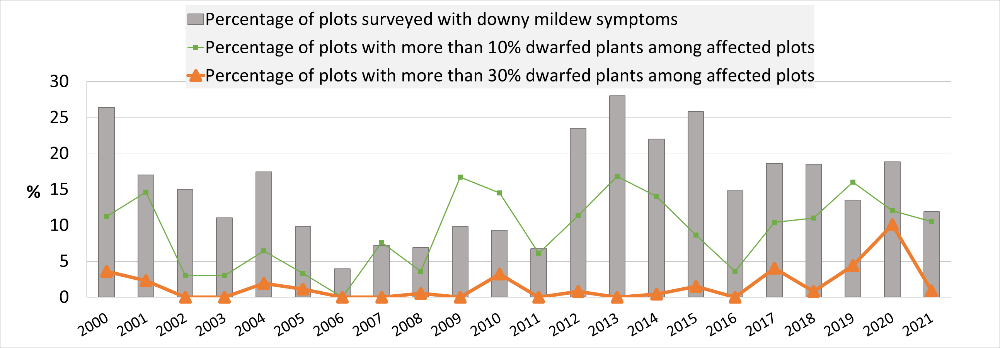 Percentage of plots surveyed with downy mildew symptoms
Percentage of plots with more than 10% dwarfed plants among affected plots
Percentage of plots with more than 30% dwarfed plants among affected plots
30
25
20
15
%
10
5
0
2000 2001 2002 2003 2004 2005 2006 2007 2008 2009 2010 2011 2012 2013 2014 2015 2016 2017 2018 2019 2020 2021